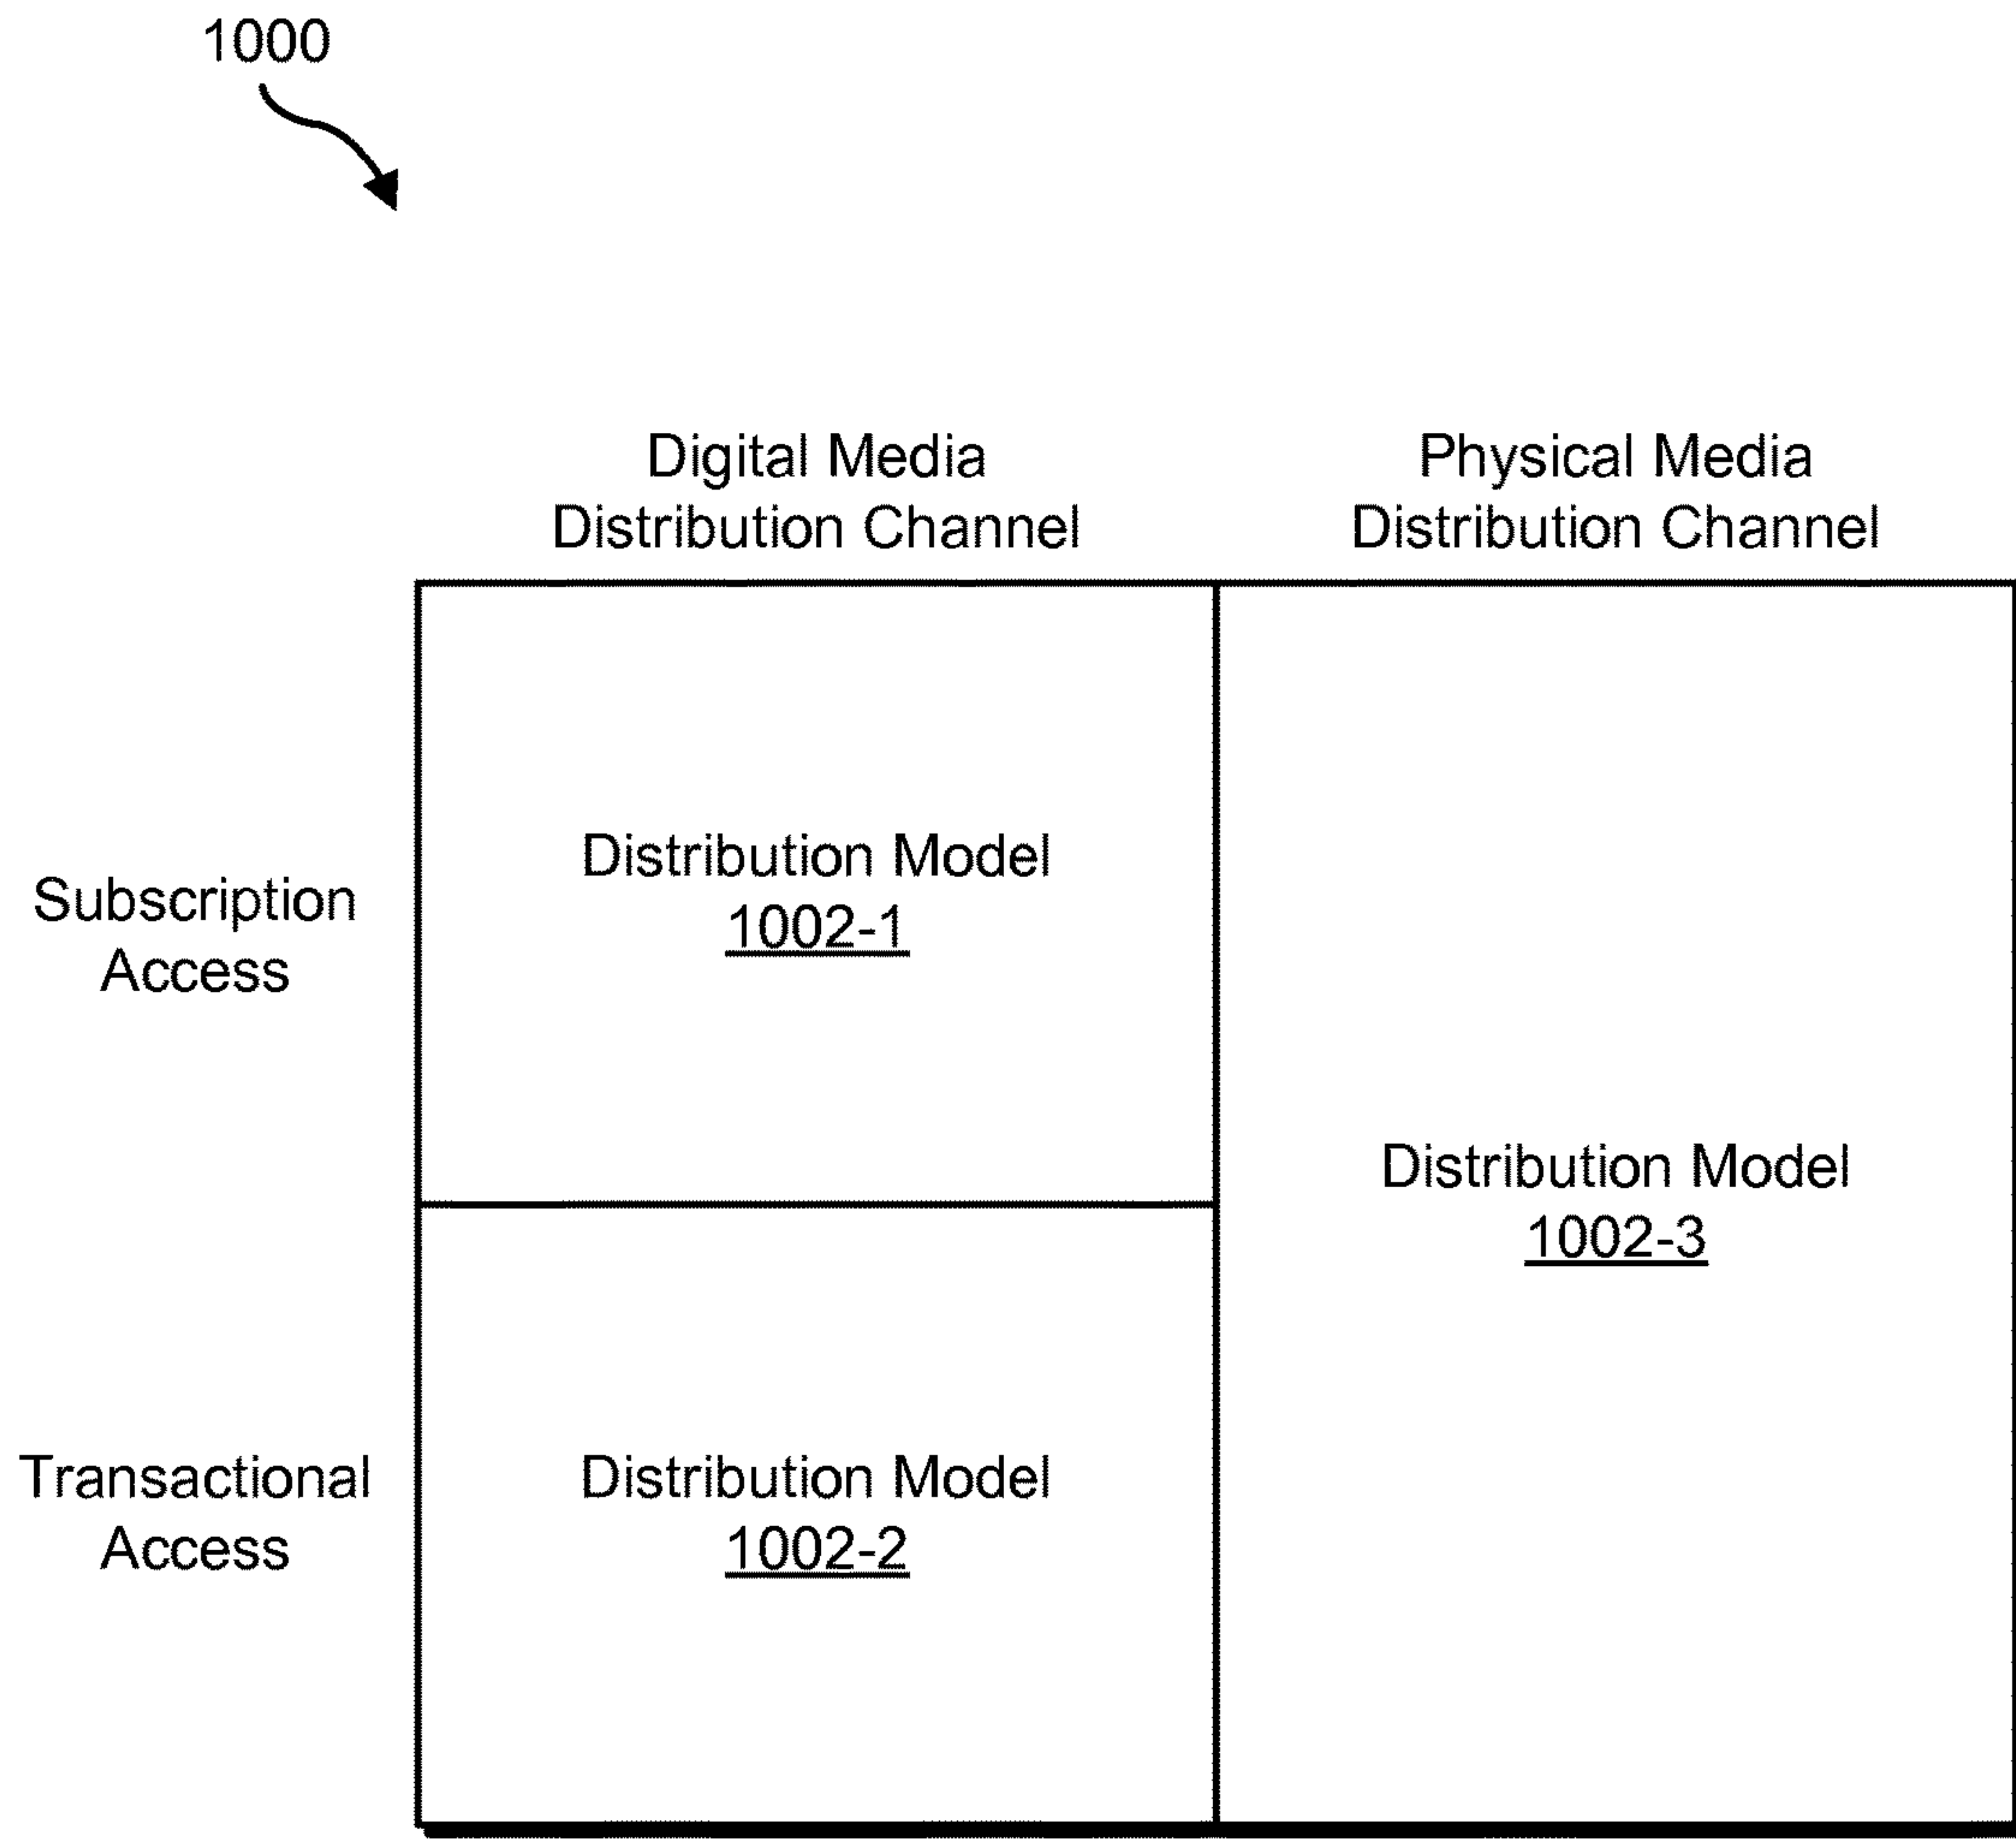 1000
Digital Media
Distribution Channel
Physical Media
Distribution Channel
Subscription
Access
Distribution Model
1002-1
Distribution Model
1002-3
Transactional
Access
Distribution Model
1002-2